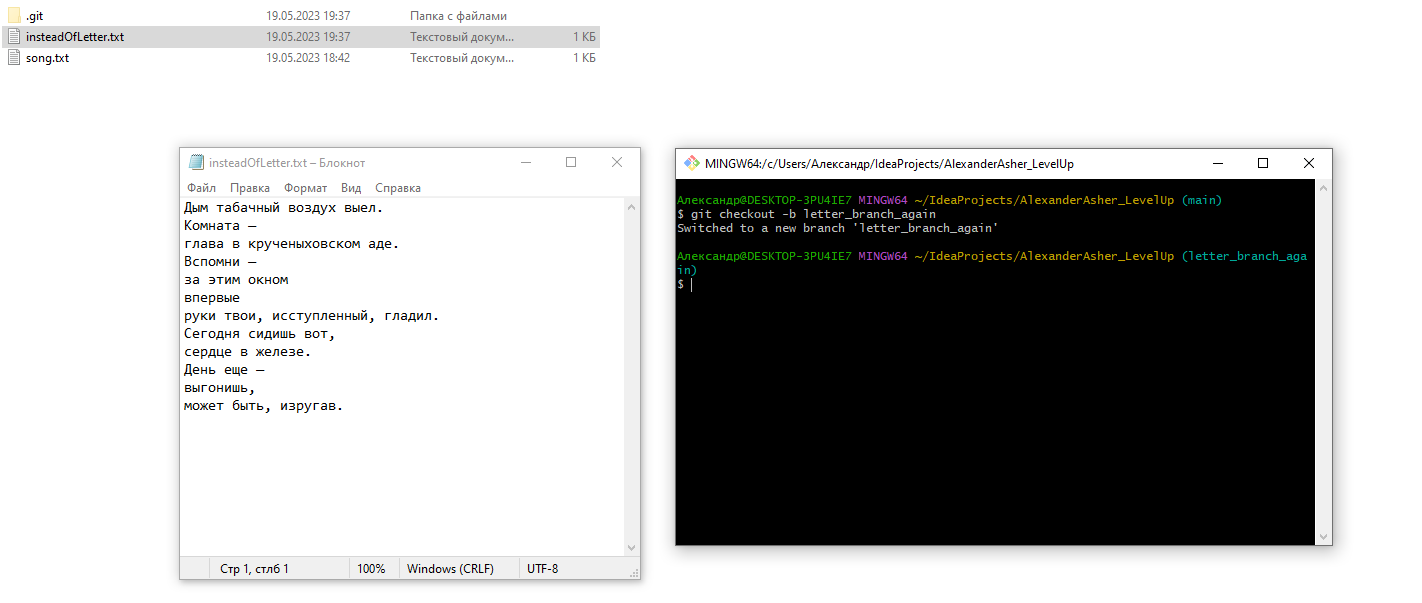 .git 19.05.2023 19:37 Папка с файлами
insteadOfLetter.txt 19.05.2023 19:37 Текстовый докум... 1 КБ
song.txt 19.05.2023 18:42 Текстовый докум... 1 КБ
insteadOfLetter.txt – Блокнот
Файл Правка Формат Вид Справка
Дым табачный воздух выел.
Комната —
глава в крученыховском аде.
Вспомни —
за этим окном
впервые
руки твои, исступленный, гладил.
Сегодня сидишь вот,
сердце в железе.
День еще —
выгонишь,
может быть, изругав.
Стр 1, стлб 1 100% Windows (CRLF) UTF-8
MINGW64:/c/Users/Александр/IdeaProjects/AlexanderAsher_LevelUp
Александр@DESKTOP-3PU4IE7 MINGW64 ~/IdeaProjects/AlexanderAsher_LevelUp (main)
$ git checkout -b letter_branch_again
Switched to a new branch 'letter_branch_again'
Александр@DESKTOP-3PU4IE7 MINGW64 ~/IdeaProjects/AlexanderAsher_LevelUp (letter_branch_aga
in)
$